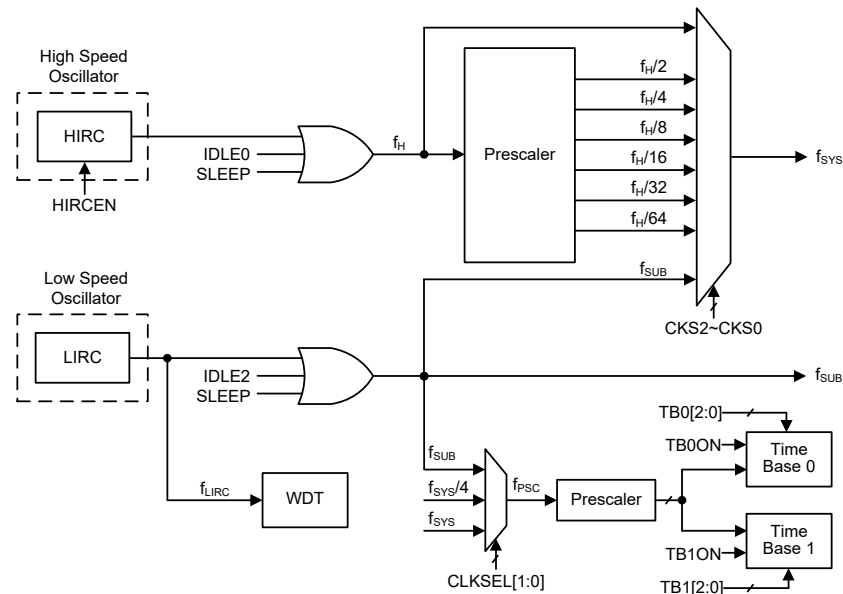 High Speed
Oscillator
HIRC
HIRCEN
IDLE0
SLEEP
fH
Prescaler
fH/2
fH/4
fH/8
fH/16
fH/32
fH/64
fSUB
CKS2~CKS0
fSYS
Low Speed
Oscillator
LIRC
IDLE2
SLEEP
fSUB
fLIRC
WDT
fSUB
fSYS/4
fSYS
CLKSEL[1:0]
fPSC
Prescaler
TB0[2:0]
TB0ON
Time
Base 0
TB1ON
Time
Base 1
TB1[2:0]